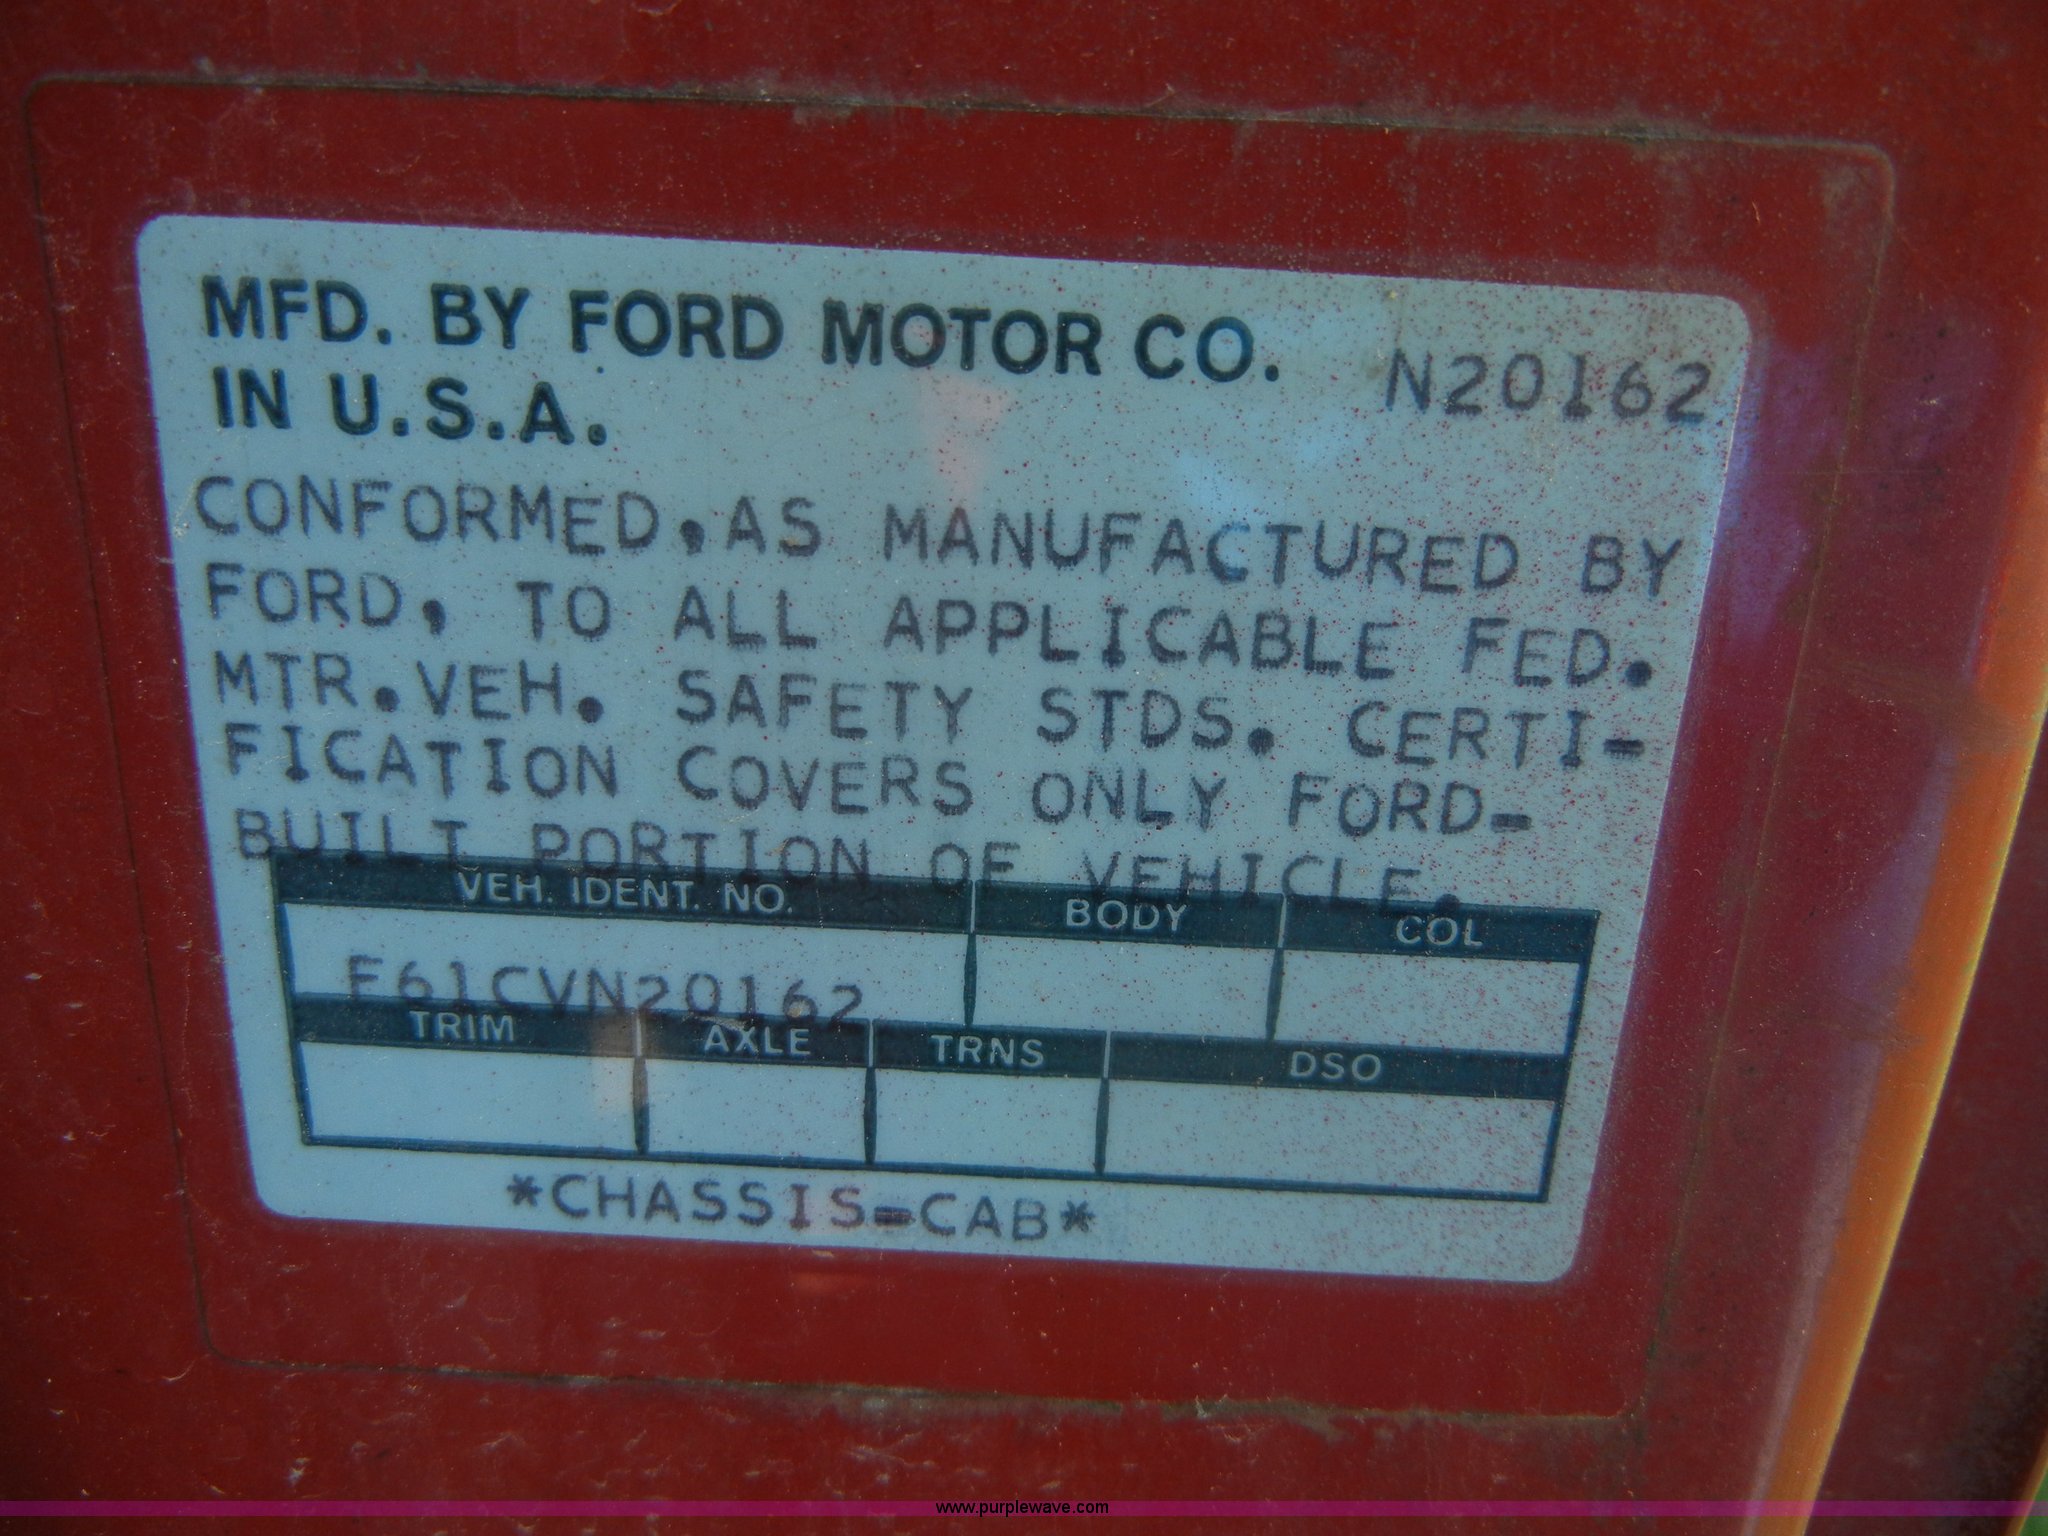 MFD. BY FORD MOTOR CO.
IN U.S.A.
N20162
CONFORMED,AS MANUFACTURED BY
FORD, TO ALL APPLICABLE FED.
MTR.VEH. SAFETY STDS. CERTI-
FICATION COVERS ONLY FORD-
BUILT PORTION OF VEHICLE.
VEH. IDENT. NO. BODY COL
F61CVN20162
TRIM AXLE TRNS DSO
*CHASSIS-CAB*
www.purplewave.com